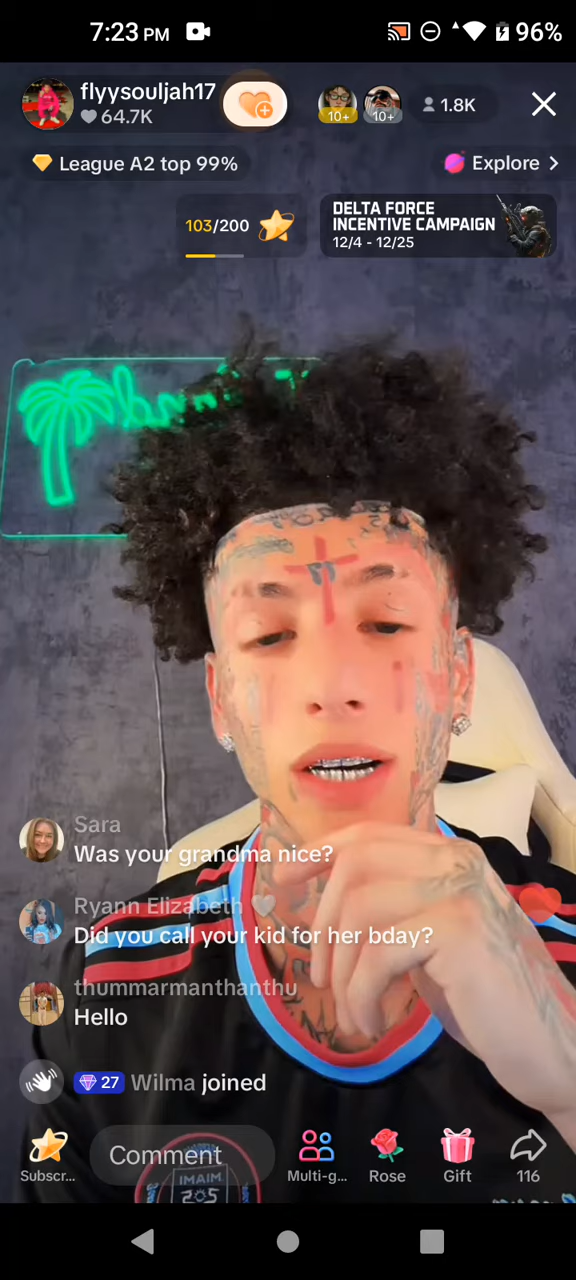 7:23 PM
96%
flyysouljah17
64.7K
10+
10+
1.8K
League A2 top 99%
Explore >
103/200
DELTA FORCE
INCENTIVE CAMPAIGN
12/4 - 12/25
Sara
Was your grandma nice?
Ryann Elizabeth
Did you call your kid for her bday?
thummarmanthanthu
Hello
27 Wilma joined
Comment
Subscr...
Multi-g...
Rose
Gift
116